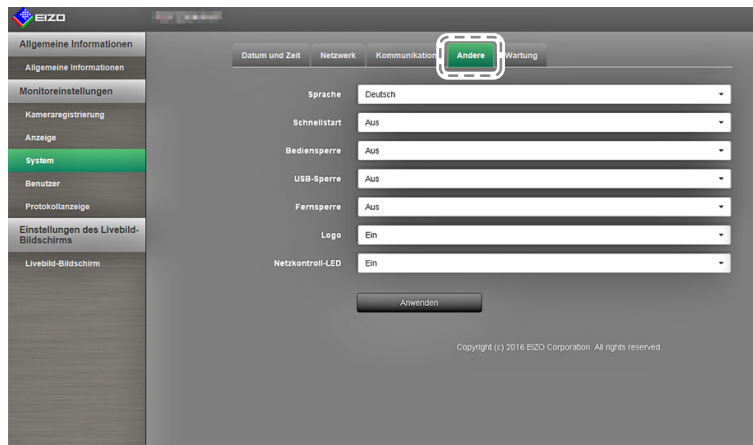 EIZO
Allgemeine Informationen
Allgemeine Informationen
Monitoreinstellungen
Kameraregistrierung
Anzeige
System
Benutzer
Protokollanzeige
Einstellungen des Livebild-
Bildschirms
Livebild-Bildschirm
Datum und Zeit Netzwerk Kommunikation Andere Wartung
Sprache Deutsch
Schnellstart Aus
Bediensperre Aus
USB-Sperre Aus
Fernsperre Aus
Logo Ein
Netzkontroll-LED Ein
Anwenden
Copyright (c) 2016 EIZO Corporation. All rights reserved.